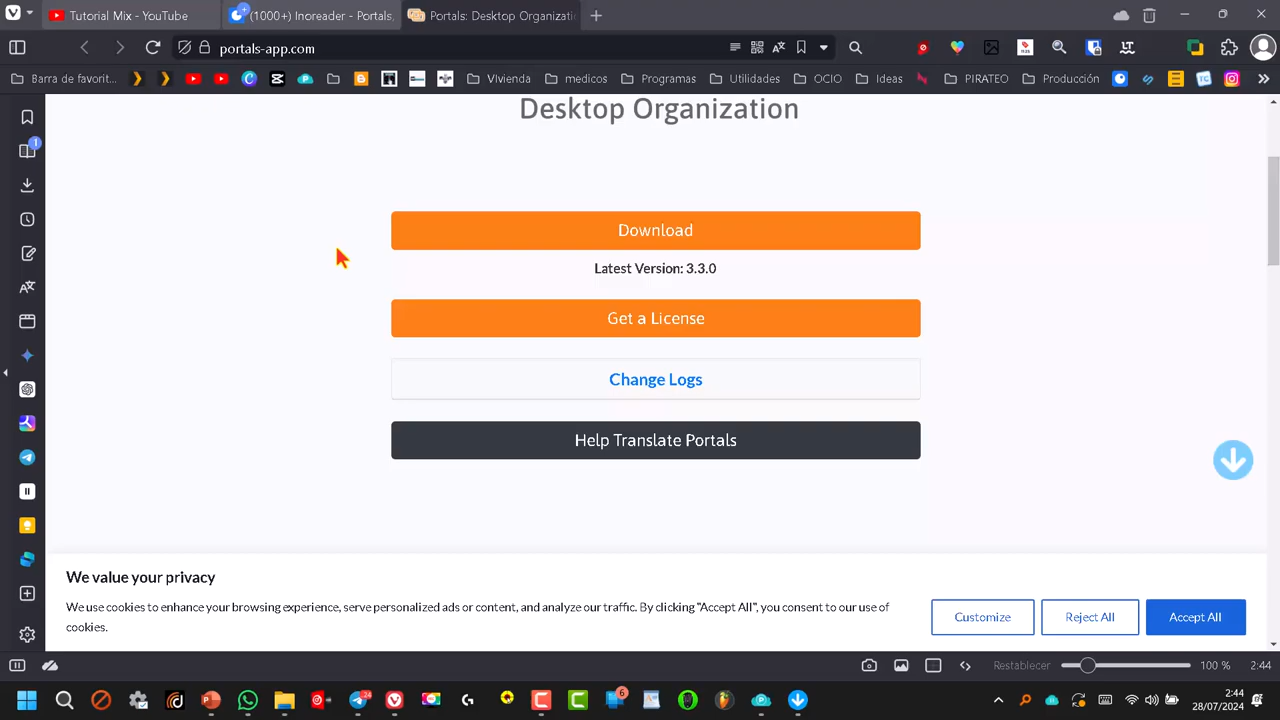 Tutorial Mix - YouTube
(1000+) Inoreader - Portals,
Portals: Desktop Organizati
portals-app.com
Barra de favorit...
VIvienda
medicos
Programas
Utilidades
OCIO
Ideas
PIRATEO
Producción
Desktop Organization
Download
Latest Version: 3.3.0
Get a License
Change Logs
Help Translate Portals
We value your privacy
We use cookies to enhance your browsing experience, serve personalized ads or content, and analyze our traffic. By clicking "Accept All", you consent to our use of
cookies.
Customize
Reject All
Accept All
Restablecer
100 %
2:44
24
6
2:44
28/07/2024